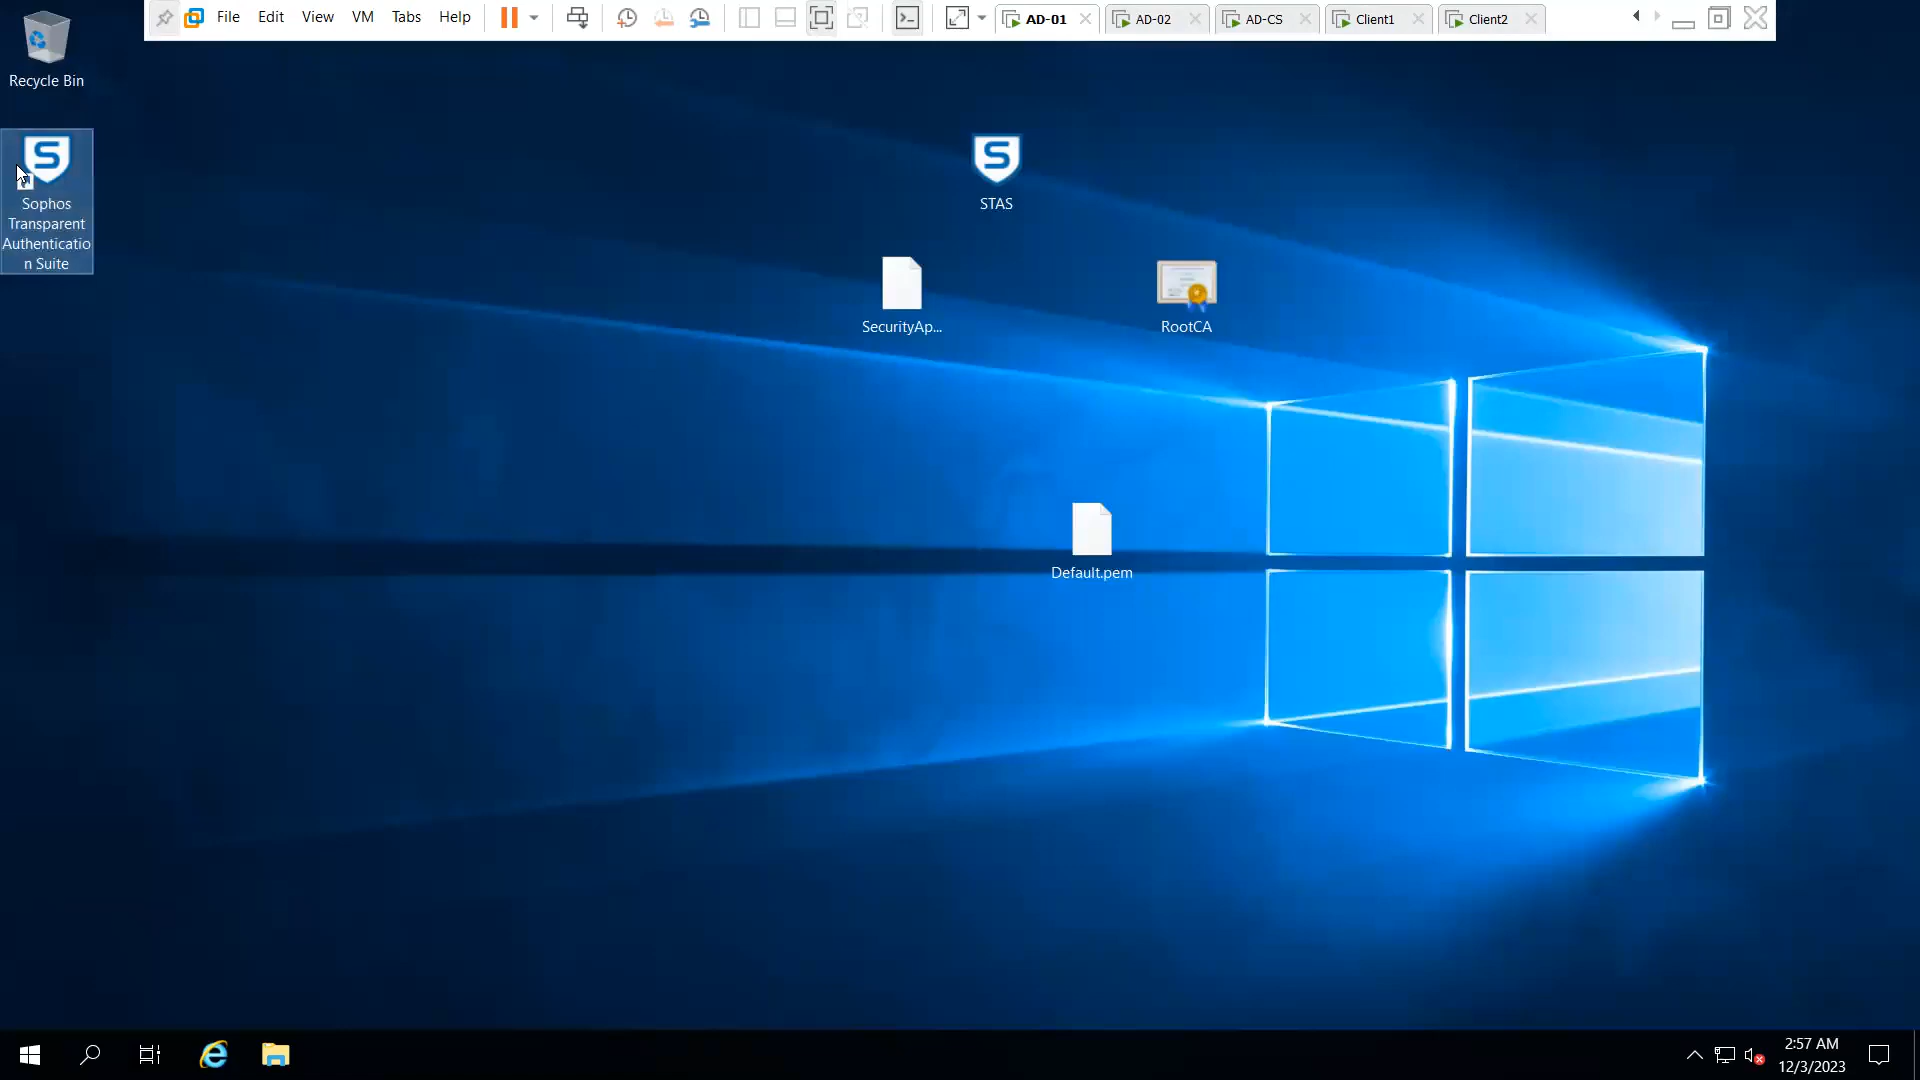 File Edit View VM Tabs Help
AD-01 AD-02 AD-CS Client1 Client2
Recycle Bin
Sophos
Transparent
Authenticatio
n Suite
STAS
SecurityAp...
RootCA
Default.pem
2:57 AM
12/3/2023